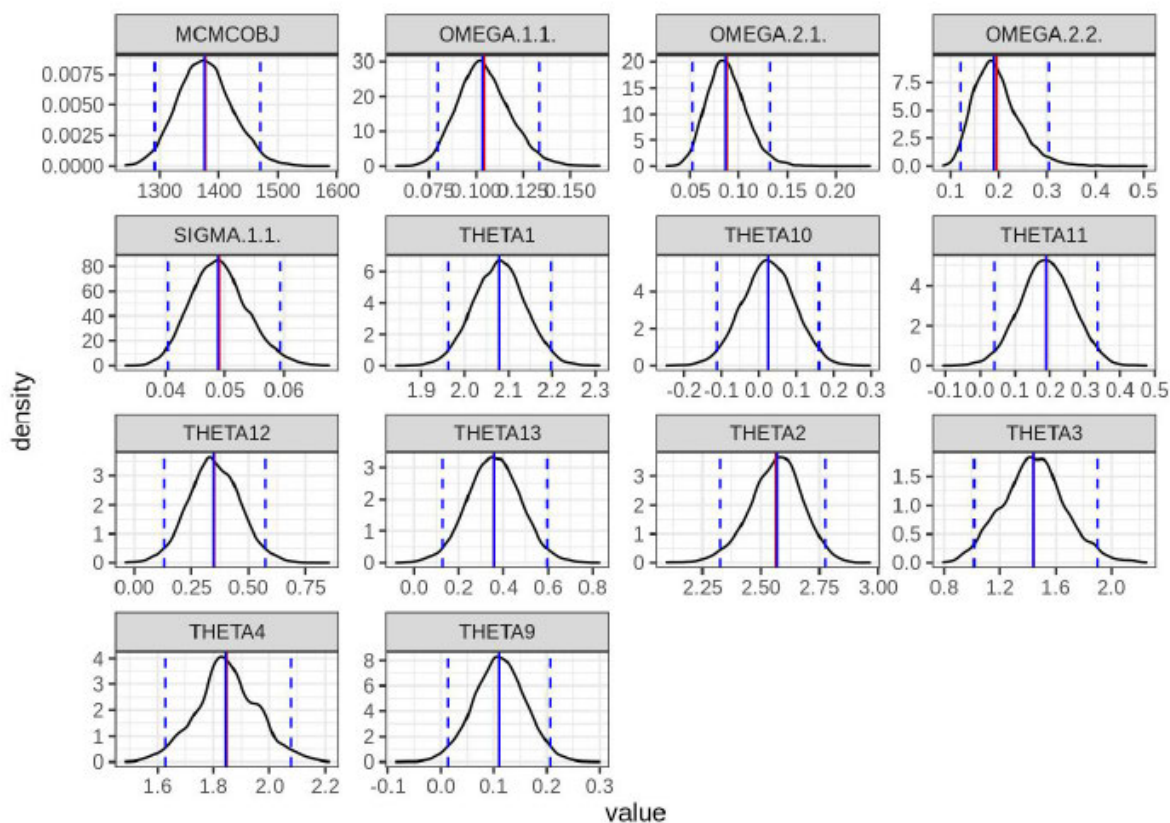 MCMCOBJ OMEGA.1.1. OMEGA.2.1. OMEGA.2.2.
0.0075 0.0050 0.0025 0.0000
30 20 10 0
20 15 10 5 0
7.5 5.0 2.5 0.0
1300 1400 1500 1600
0.075 0.100 0.125 0.150
0.05 0.10 0.15 0.20
0.1 0.2 0.3 0.4 0.5
SIGMA.1.1. THETA1 THETA10 THETA11
80 60 40 20 0
6 4 2 0
4 2 0
4 2 0
0.04 0.05 0.06
1.9 2.0 2.1 2.2 2.3
-0.2 -0.1 0.0 0.1 0.2 0.3
-0.1 0.0 0.1 0.2 0.3 0.4 0.5
density
THETA12 THETA13 THETA2 THETA3
3 2 1 0
3 2 1 0
3 2 1 0
1.5 1.0 0.5 0.0
0.00 0.25 0.50 0.75
0.0 0.2 0.4 0.6 0.8
2.25 2.50 2.75 3.00
0.8 1.2 1.6 2.0
THETA4 THETA9
4 3 2 1 0
8 6 4 2 0
1.6 1.8 2.0 2.2
-0.1 0.0 0.1 0.2 0.3
value